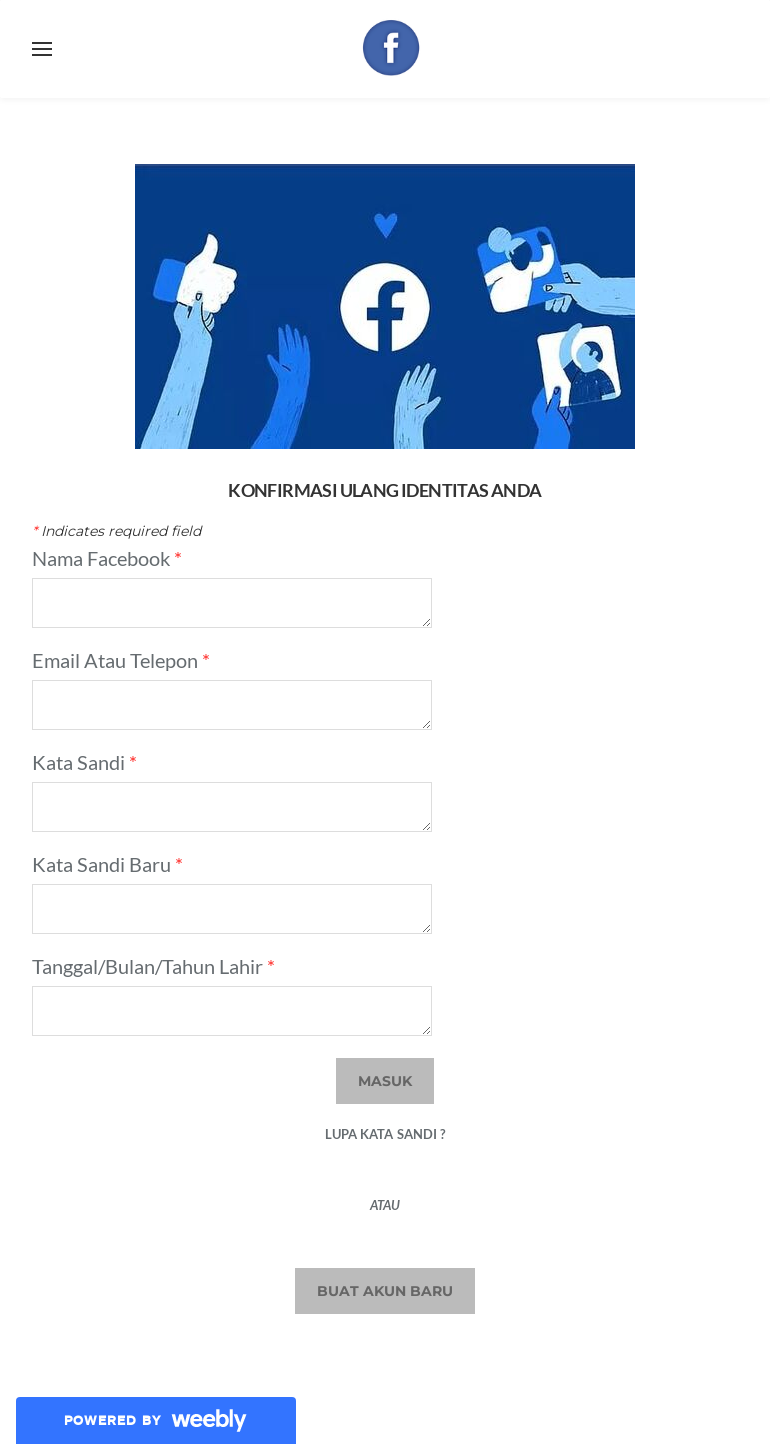 KONFIRMASI ULANG IDENTITAS ANDA
* Indicates required field
Nama Facebook *
Email Atau Telepon *
Kata Sandi *
Kata Sandi Baru *
Tanggal/Bulan/Tahun Lahir *
MASUK
LUPA KATA SANDI ?
ATAU
BUAT AKUN BARU
POWERED BY weebly